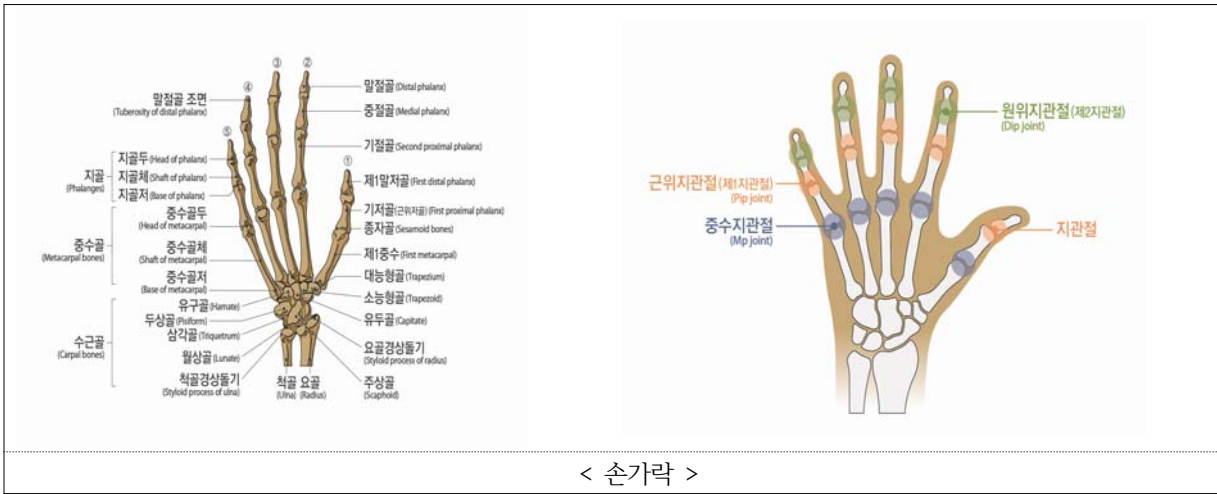 ③
②
④
말절골 (Distal phalanx)
말절골 조면
(Tuberosity of distal phalanx)
중절골 (Medial phalanx)
⑤
기절골 (Second proximal phalanx)
①
지골
(Phalanges)
지골두 (Head of phalanx)
지골체 (Shaft of phalanx)
지골저 (Base of phalanx)
제1말저골 (First distal phalanx)
기저골(근위자골) (First proximal phalanx)
종자골 (Sesamoid bones)
중수골
(Metacarpal bones)
중수골두
(Head of metacarpal)
중수골체
(Shaft of metacarpal)
중수골저
(Base of metacarpal)
제1중수 (First metacarpal)
대능형골 (Trapezium)
소능형골 (Trapezoid)
수근골
(Carpal bones)
유구골 (Hamate)
두상골 (Pisiform)
삼각골 (Triquetrum)
월상골 (Lunate)
척골경상돌기
(Styloid process of ulna)
유두골 (Capitate)
요골경상돌기
(Styloid process of radius)
주상골
(Scaphoid)
척골
(Ulna)
요골
(Radius)
원위지관절(제2지관절)
(Dip joint)
근위지관절(제1지관절)
(Pip joint)
중수지관절
(Mp joint)
지관절
< 손가락 >